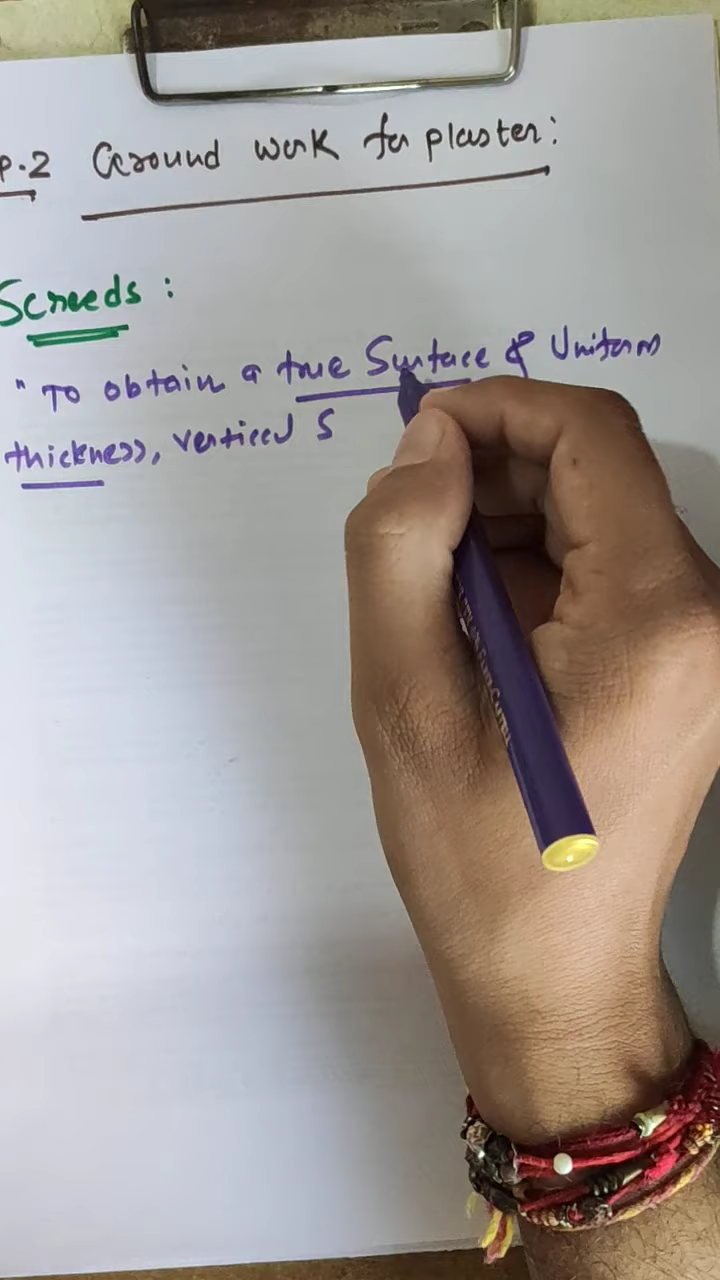 p.2 Ground work for plaster:
Screeds:
"To obtain a true Surface & Uniform
thickness, vertical S